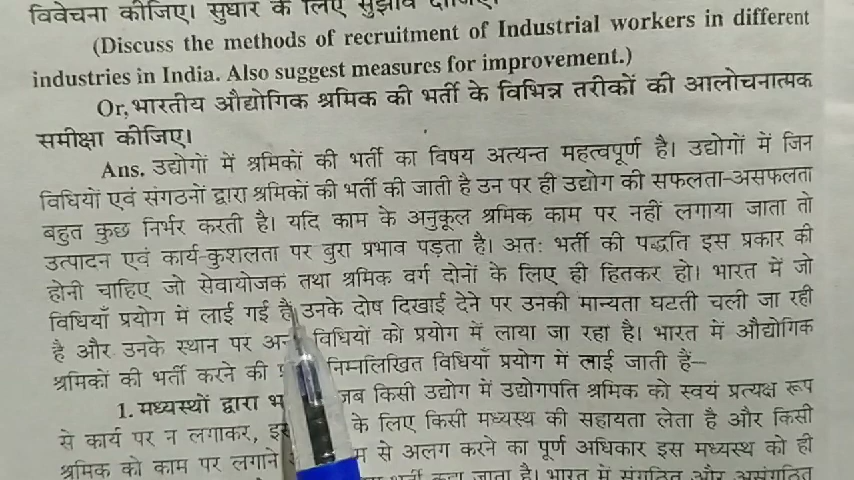 विवेचना कीजिए। सुधार के लिए सुझाव दीजिए।
(Discuss the methods of recruitment of Industrial workers in different
industries in India. Also suggest measures for improvement.)
Or, भारतीय औद्योगिक श्रमिक की भर्ती के विभिन्न तरीकों की आलोचनात्मक
समीक्षा कीजिए।
Ans. उद्योगों में श्रमिकों की भर्ती का विषय अत्यन्त महत्वपूर्ण है। उद्योगों में जिन
विधियों एवं संगठनों द्वारा श्रमिकों की भर्ती की जाती है उन पर ही उद्योग की सफलता-असफलता
बहुत कुछ निर्भर करती है। यदि काम के अनुकूल श्रमिक काम पर नहीं लगाया जाता तो
उत्पादन एवं कार्य-कुशलता पर बुरा प्रभाव पड़ता है। अतः भर्ती की पद्धति इस प्रकार की
होनी चाहिए जो सेवायोजक तथा श्रमिक वर्ग दोनों के लिए ही हितकर हो। भारत में जो
विधियाँ प्रयोग में लाई गई हैं उनके दोष दिखाई देने पर उनकी मान्यता घटती चली जा रही
है और उनके स्थान पर विधियों को प्रयोग में लाया जा रहा है। भारत में औद्योगिक
श्रमिकों की भर्ती करने की निम्नलिखित विधियाँ प्रयोग में लाई जाती हैं—
1. मध्यस्थों द्वारा जब किसी उद्योग में उद्योगपति श्रमिक को स्वयं प्रत्यक्ष रूप
से कार्य पर न लगाकर, के लिए किसी मध्यस्थ की सहायता लेता है और किसी
श्रमिक को काम पर लगाने से अलग करने का पूर्ण अधिकार इस मध्यस्थ को ही
कहा जाता है। भारत में संगठित और असंगठित